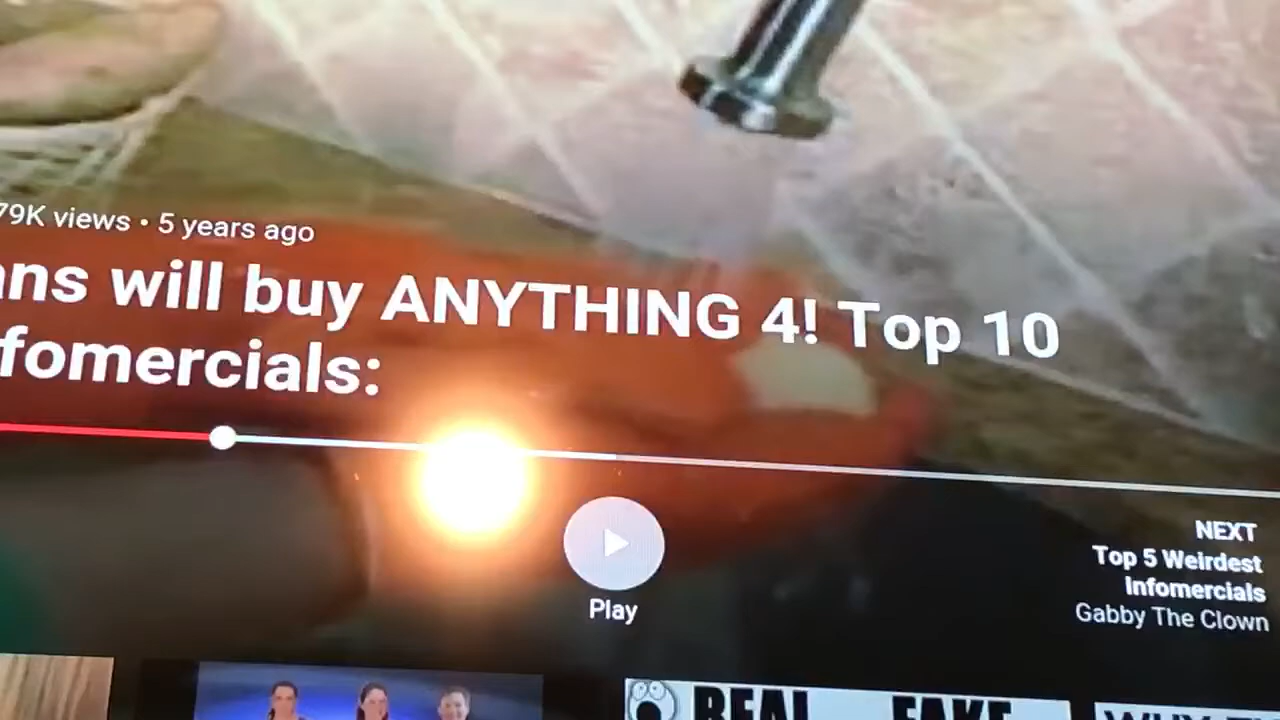 79K views • 5 years ago
ans will buy ANYTHING 4! Top 10
fomercials:
NEXT
Top 5 Weirdest
Infomercials
Gabby The Clown
Play
REAL FAKE